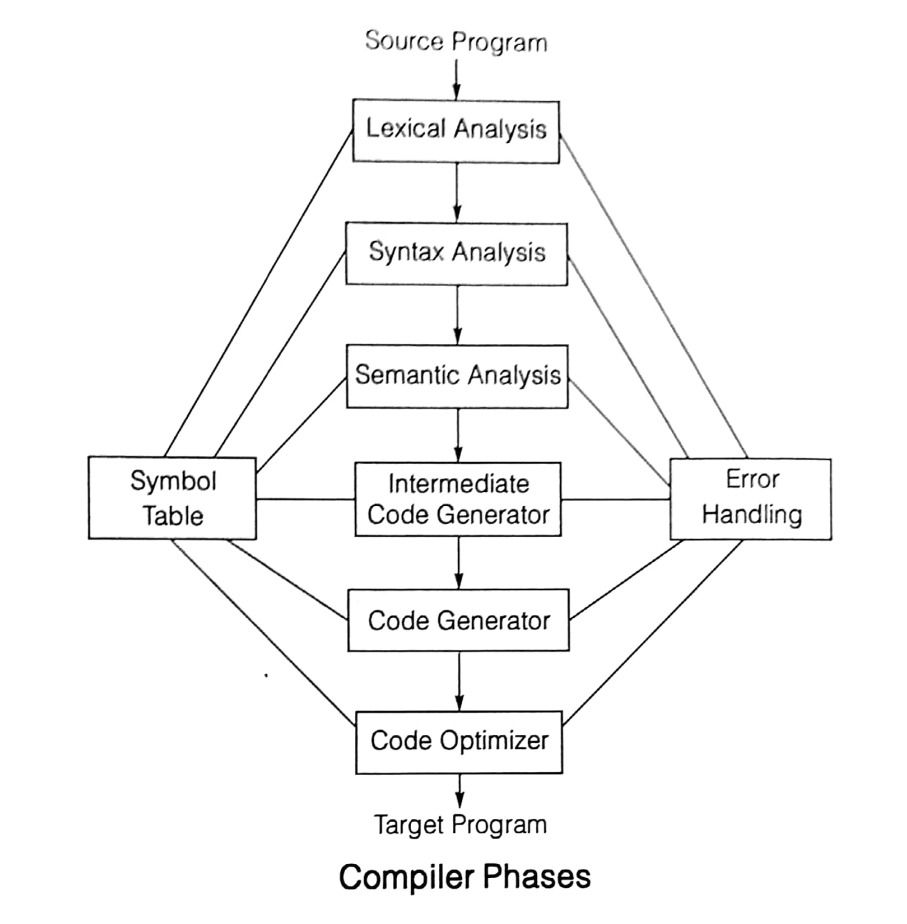 Source Program
Lexical Analysis
Syntax Analysis
Semantic Analysis
Symbol
Table
Intermediate
Code Generator
Error
Handling
Code Generator
Code Optimizer
Target Program
Compiler Phases